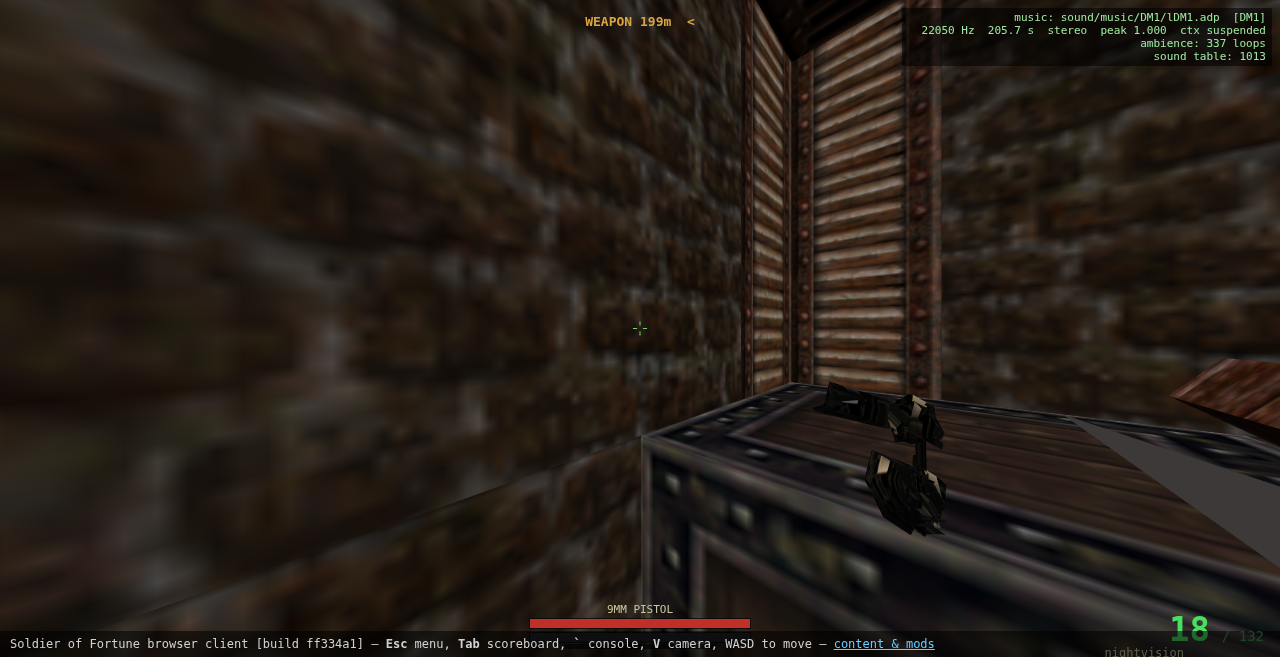 WEAPON 199m <
music: sound/music/DM1/lDM1.adp [DM1]
22050 Hz 205.7 s stereo peak 1.000 ctx suspended
ambience: 337 loops
sound table: 1013
9MM PISTOL
18 / 132
Soldier of Fortune browser client [build ff334a1] — Esc menu, Tab scoreboard, ` console, V camera, WASD to move — content & mods
nightvision